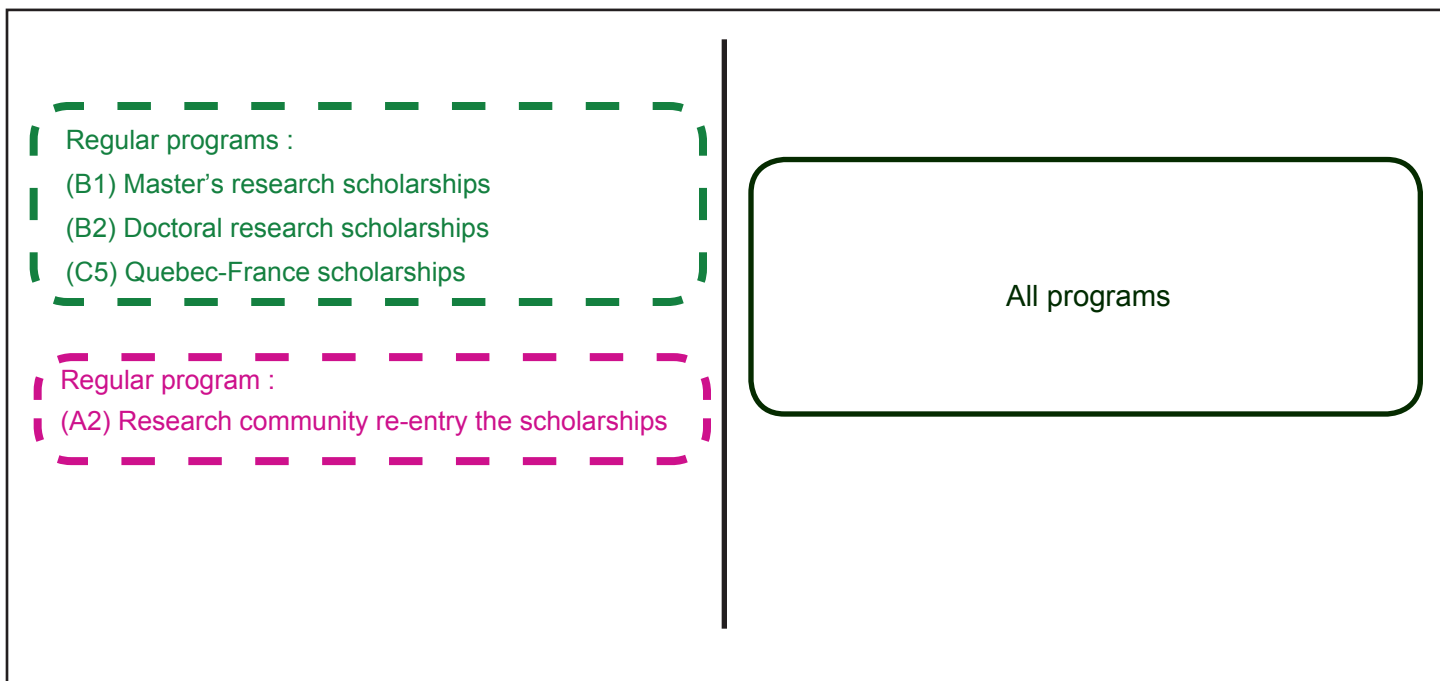 Regular programs :
(B1) Master’s research scholarships
(B2) Doctoral research scholarships
(C5) Quebec-France scholarships
Regular program :
(A2) Research community re-entry the scholarships
All programs